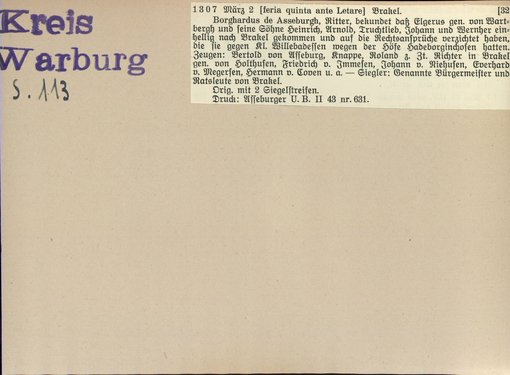 Kreis
Warburg
S. 113
1307 März 2 [feria quinta ante Letare] Brakel. [32
Borghardus de Asseburgh, Ritter, bekundet daß Elgerus gen. von Wart-
bergh und seine Söhne Heinrich, Arnold, Truchtlieb, Johann und Wernher ein-
hellig nach Brakel gekommen und auf die Rechtsansprüche verzichtet haben,
die sie gegen Kl. Willebadessen wegen der Höfe Hadeborginchofen hatten.
Zeugen: Bertold von Asseburg, Knappe, Roland z. Zt. Richter in Brakel
gen. von Holthusen, Friedrich v. Immesen, Johann v. Niehusen, Everhard
v. Megersen, Hermann v. Coven u. a. — Siegler: Genannte Bürgermeister und
Ratsleute von Brakel.
Orig. mit 2 Siegelstreifen.
Druck: Asseburger U. B. II 43 nr. 631.